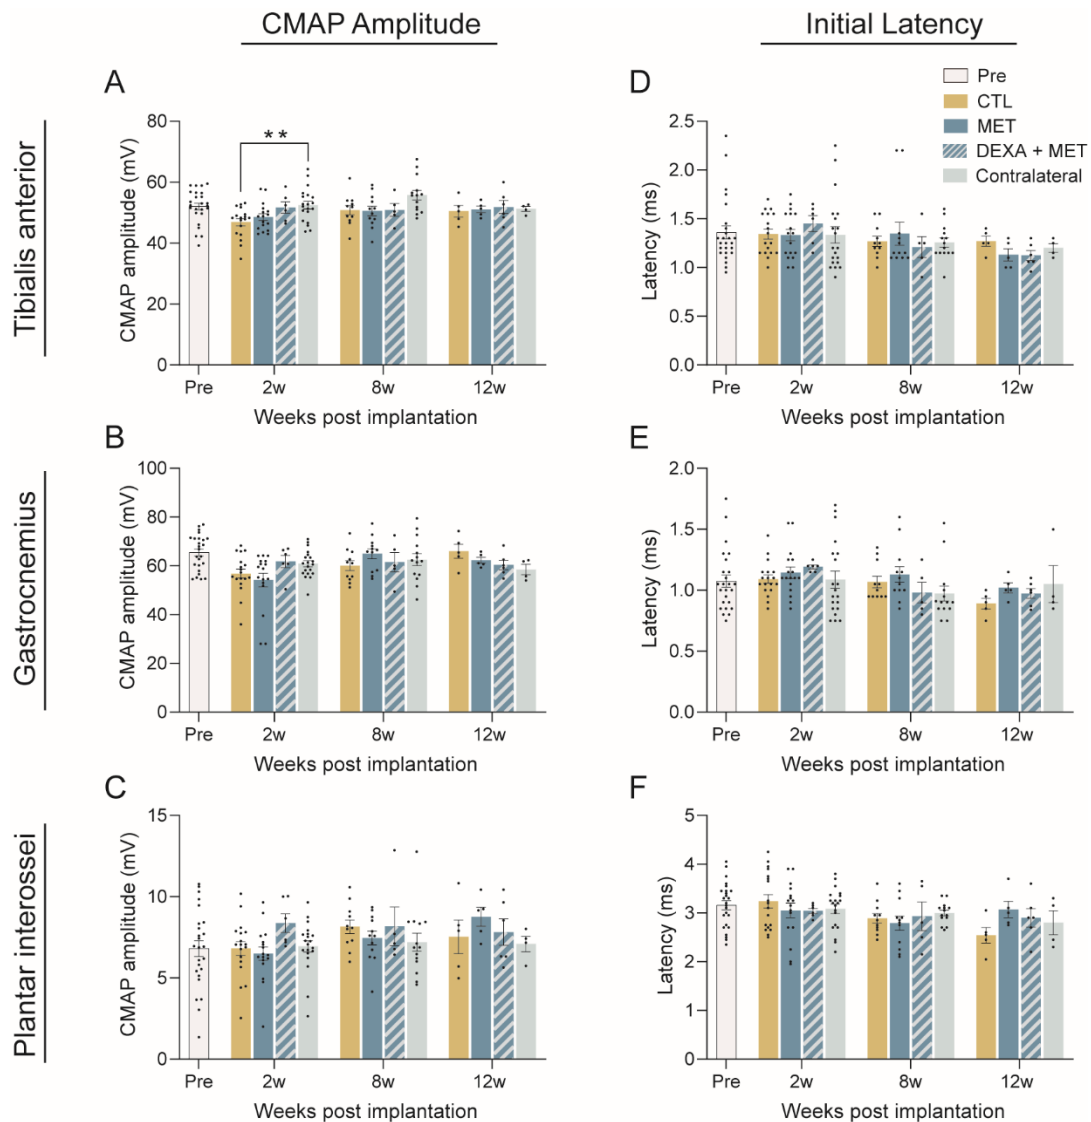 CMAP Amplitude
Initial Latency
Tibialis anterior
A
CMAP amplitude (mV)
80
60
40
20
0
**
Pre
2w
8w
12w
Weeks post implantation
D
Latency (ms)
2.5
2.0
1.5
1.0
0.5
0.0
Pre
CTL
MET
DEXA + MET
Contralateral
Pre
2w
8w
12w
Weeks post implantation
Gastrocnemius
B
CMAP amplitude (mV)
100
80
60
40
20
0
Pre
2w
8w
12w
Weeks post implantation
E
Latency (ms)
2.0
1.5
1.0
0.5
0.0
Pre
2w
8w
12w
Weeks post implantation
Plantar interossei
C
CMAP amplitude (mV)
15
10
5
0
Pre
2w
8w
12w
Weeks post implantation
F
Latency (ms)
5
4
3
2
1
0
Pre
2w
8w
12w
Weeks post implantation